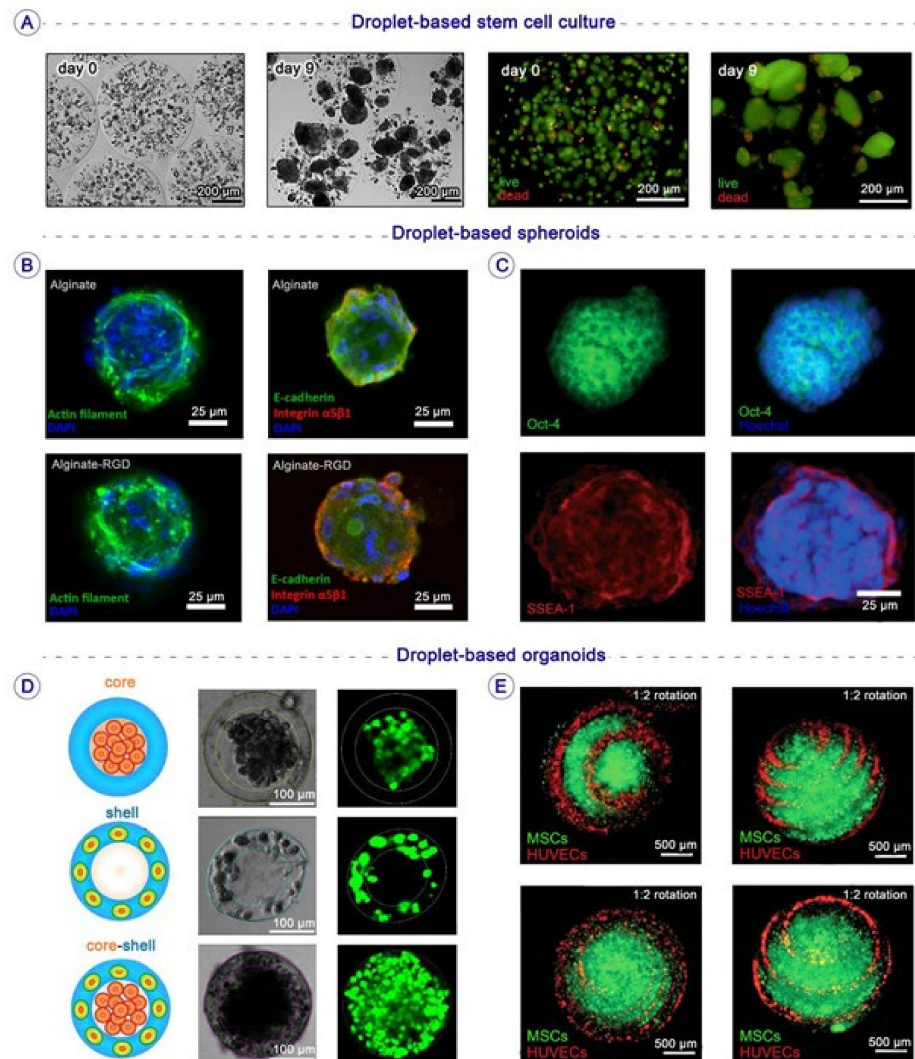 A
Droplet-based stem cell culture
day 0
200 µm
day 9
200 µm
day 0
live
dead
200 µm
day 9
live
dead
200 µm
Droplet-based spheroids
B
Alginate
Actin filament
DAPI
25 µm
Alginate
E-cadherin
Integrin α5β1
DAPI
25 µm
Alginate-RGD
Actin filament
DAPI
25 µm
Alginate-RGD
E-cadherin
Integrin α5β1
DAPI
25 µm
C
Oct-4
Oct-4
Hoechsl
SSEA-1
SSEA-1
Hoechsl
25 µm
Droplet-based organoids
D
core
100 µm
shell
100 µm
core-shell
100 µm
E
1:2 rotation
MSCs
HUVECs
500 µm
1:2 rotation
MSCs
HUVECs
500 µm
1:2 rotation
MSCs
HUVECs
500 µm
1:2 rotation
MSCs
HUVECs
500 µm